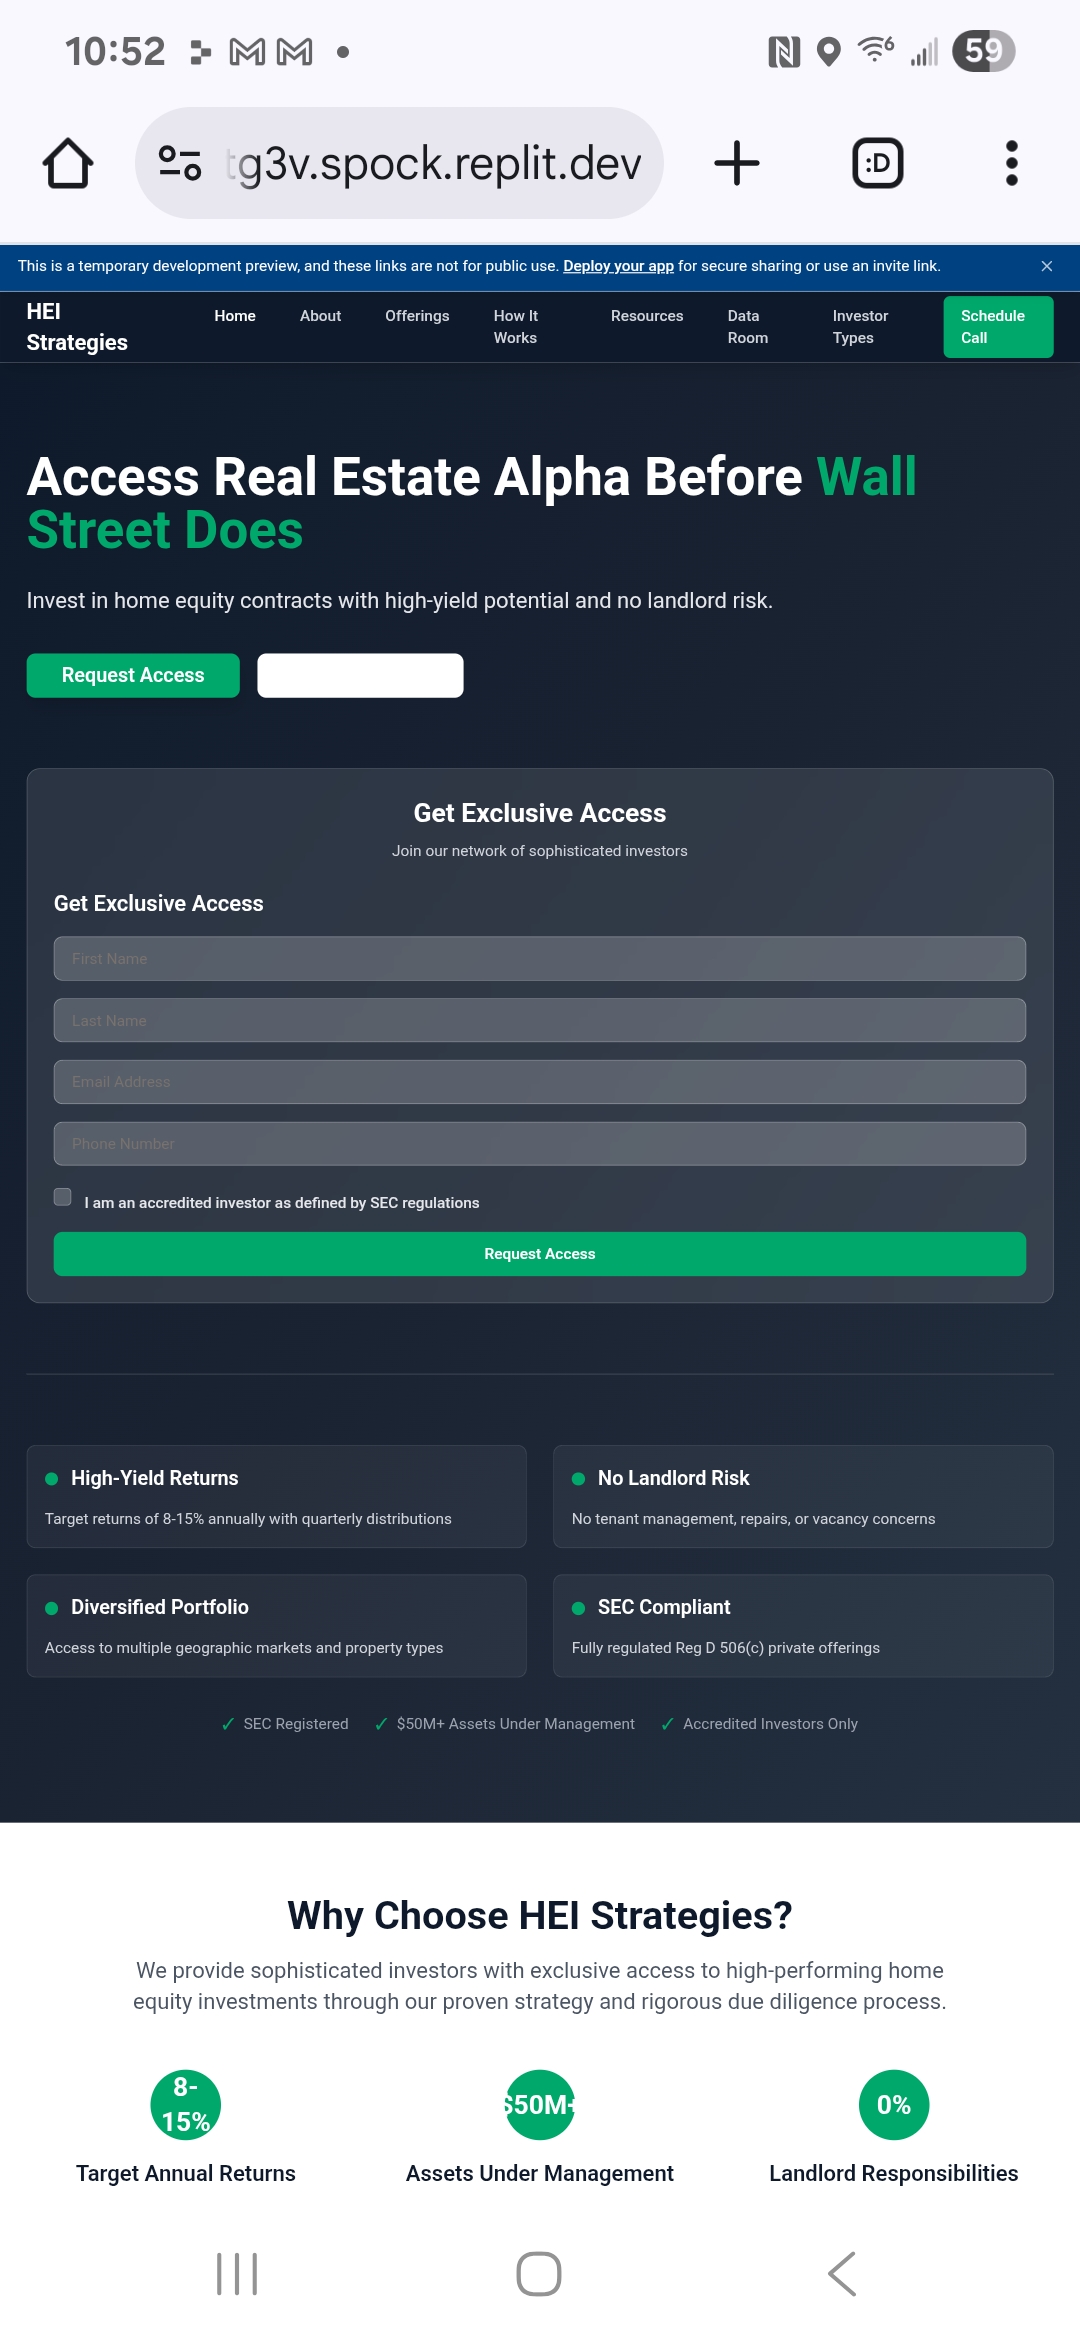 10:52
59
tg3v.spock.replit.dev
:D
This is a temporary development preview, and these links are not for public use. Deploy your app for secure sharing or use an invite link.
HEI
Strategies
Home
About
Offerings
How It
Works
Resources
Data
Room
Investor
Types
Schedule
Call
Access Real Estate Alpha Before Wall
Street Does
Invest in home equity contracts with high-yield potential and no landlord risk.
Request Access
Get Exclusive Access
Join our network of sophisticated investors
Get Exclusive Access
First Name
Last Name
Email Address
Phone Number
I am an accredited investor as defined by SEC regulations
Request Access
High-Yield Returns
Target returns of 8-15% annually with quarterly distributions
No Landlord Risk
No tenant management, repairs, or vacancy concerns
Diversified Portfolio
Access to multiple geographic markets and property types
SEC Compliant
Fully regulated Reg D 506(c) private offerings
✓ SEC Registered ✓ $50M+ Assets Under Management ✓ Accredited Investors Only
Why Choose HEI Strategies?
We provide sophisticated investors with exclusive access to high-performing home
equity investments through our proven strategy and rigorous due diligence process.
8-
15%
Target Annual Returns
$50M+
Assets Under Management
0%
Landlord Responsibilities